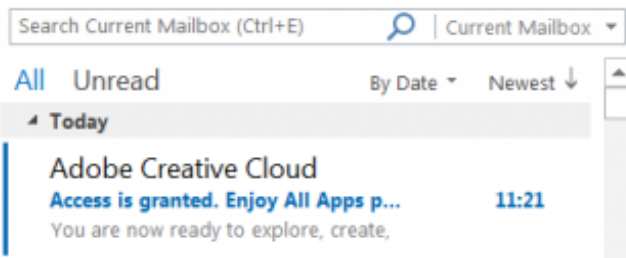 Search Current Mailbox (Ctrl+E) Current Mailbox
All Unread By Date Newest
Today
Adobe Creative Cloud
Access is granted. Enjoy All Apps p... 11:21
You are now ready to explore, create,